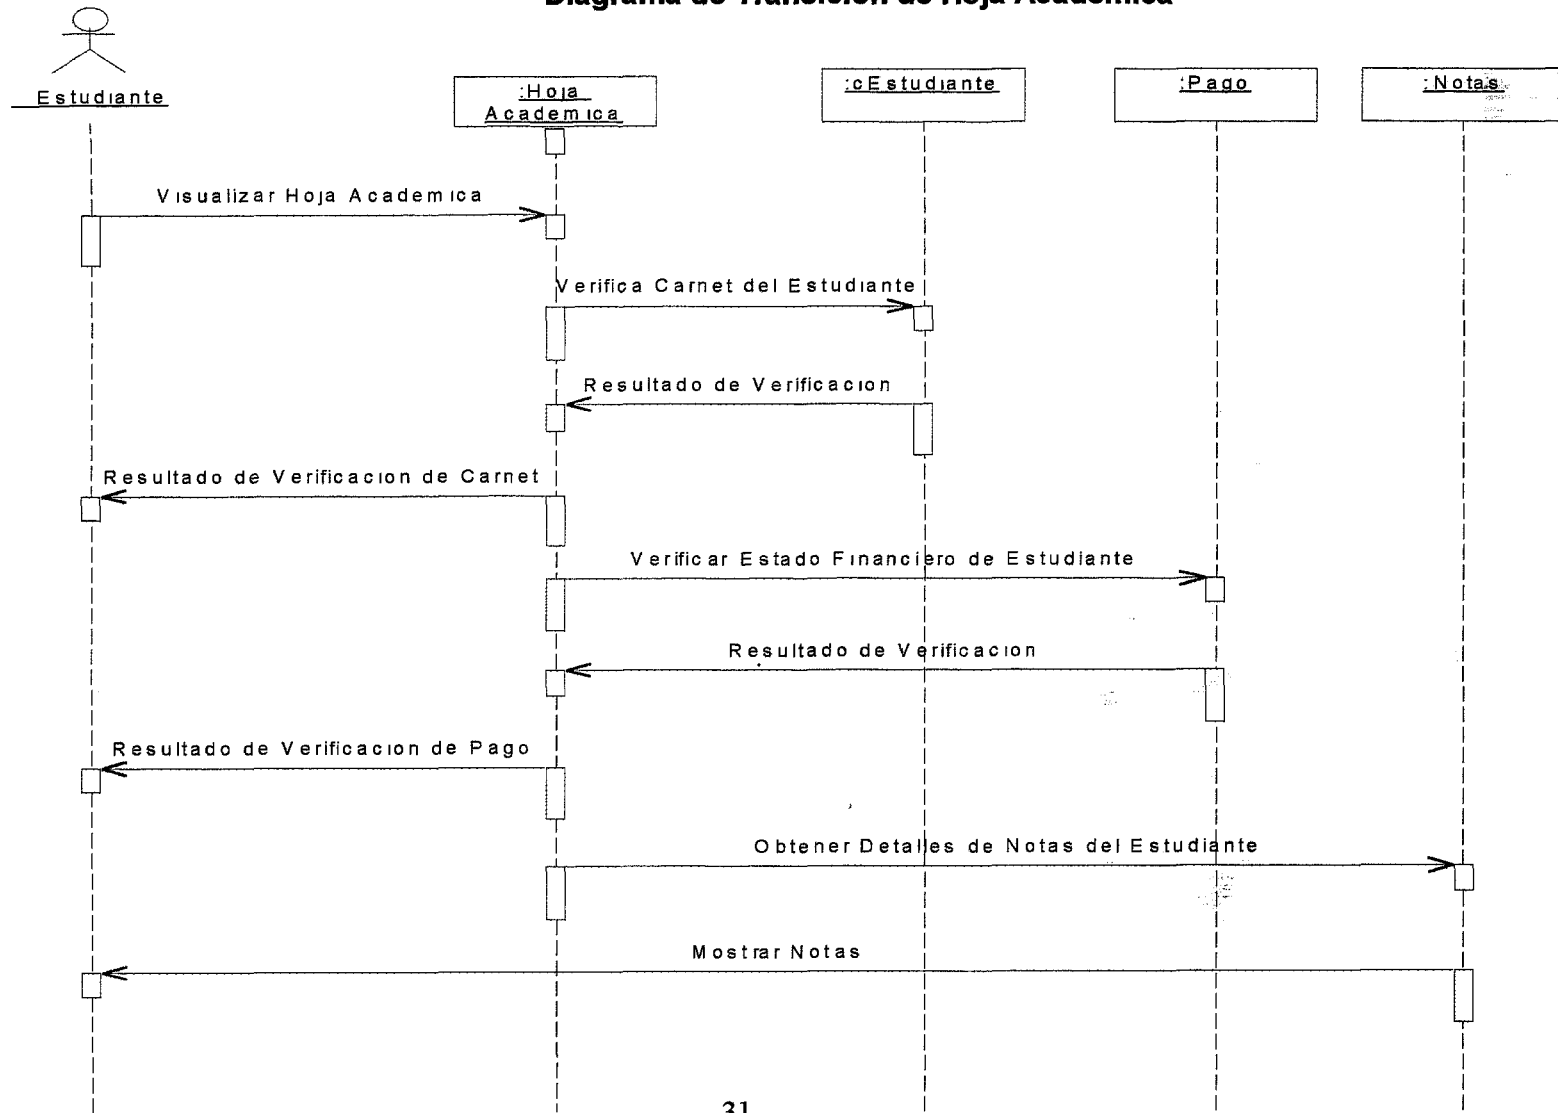 Diagrama de Transición de Hoja Academica
Estudiante
:Hoja
Academica
:cEstudiante
:Pago
:Notas
Visualizar Hoja Academica
Verifica Carnet del Estudiante
Resultado de Verificacion
Resultado de Verificacion de Carnet
Verificar Estado Financiero de Estudiante
Resultado de Verificacion
Resultado de Verificacion de Pago
Obtener Detalles de Notas del Estudiante
Mostrar Notas
31